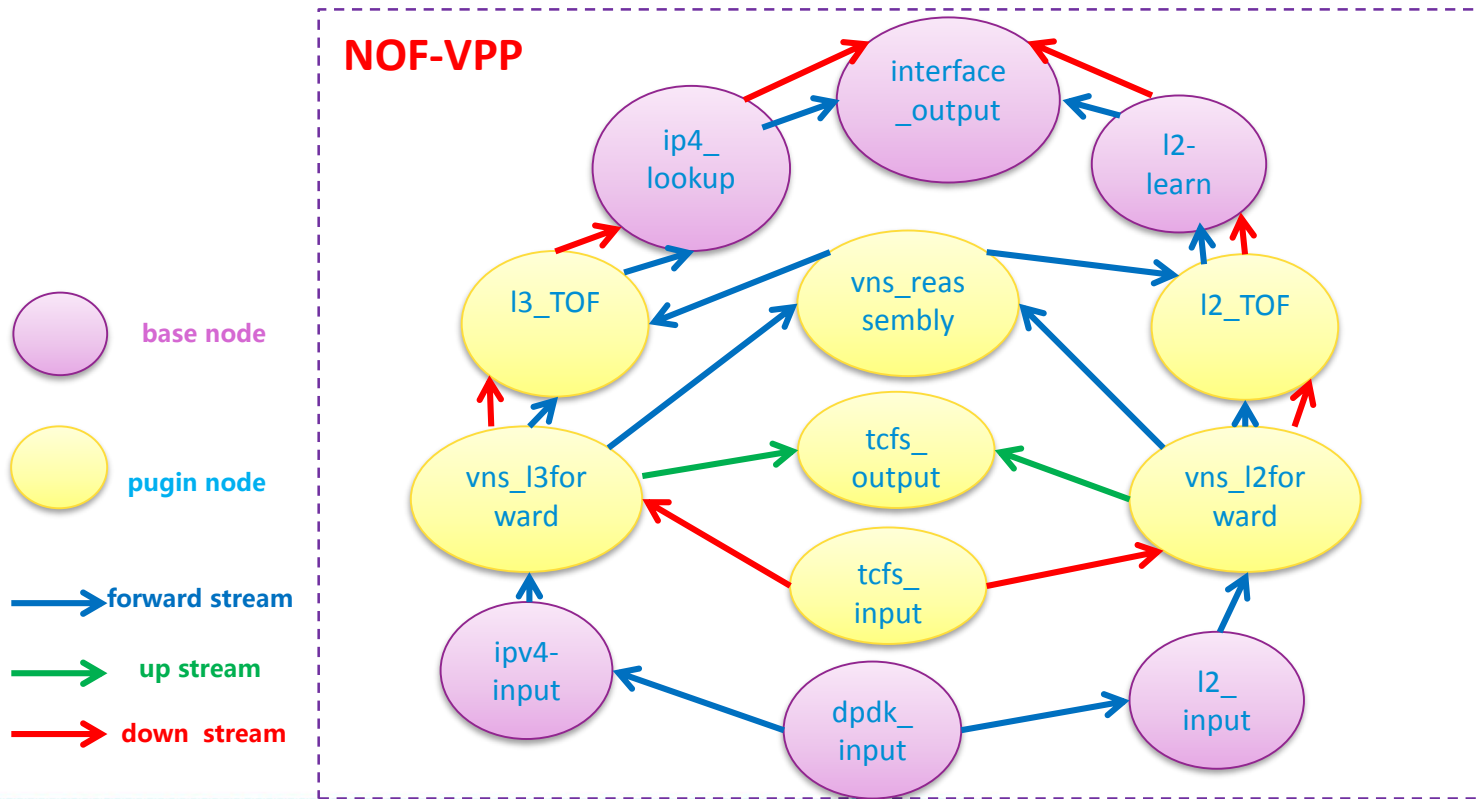 NOF-VPP
interface
_output
ip4_
lookup
l2-
learn
l3_TOF
vns_reas
sembly
l2_TOF
base node
tcfs_
output
pugin node
vns_l3for
ward
vns_l2for
ward
tcfs_
input
forward stream
ipv4-
input
up stream
l2_
input
dpdk_
input
down stream